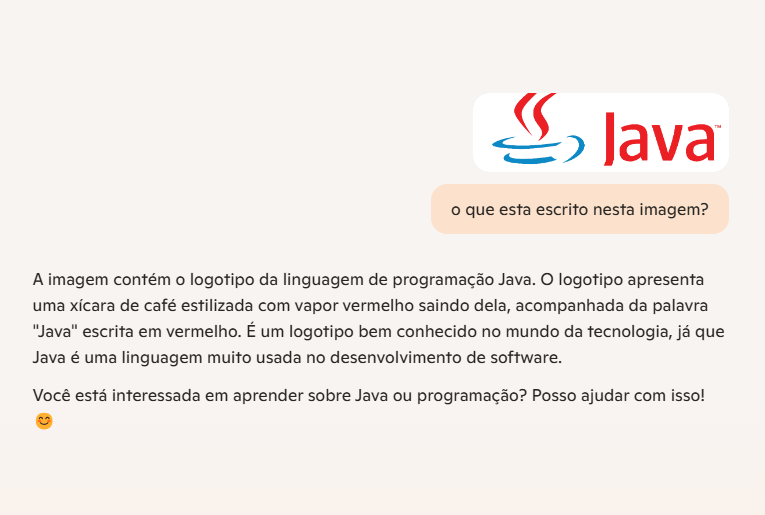 Java™
o que esta escrito nesta imagem?
A imagem contém o logotipo da linguagem de programação Java. O logotipo apresenta
uma xícara de café estilizada com vapor vermelho saindo dela, acompanhada da palavra
"Java" escrita em vermelho. É um logotipo bem conhecido no mundo da tecnologia, já que
Java é uma linguagem muito usada no desenvolvimento de software.
Você está interessada em aprender sobre Java ou programação? Posso ajudar com isso!
😊